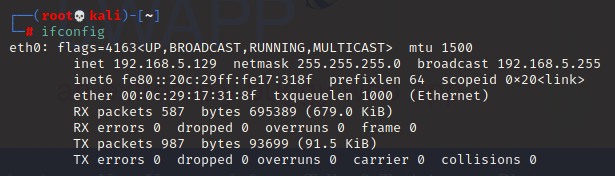 (root💀kali)-[~]
# ifconfig
eth0: flags=4163<UP,BROADCAST,RUNNING,MULTICAST>  mtu 1500
        inet 192.168.5.129  netmask 255.255.255.0  broadcast 192.168.5.255
        inet6 fe80::20c:29ff:fe17:318f  prefixlen 64  scopeid 0×20<link>
        ether 00:0c:29:17:31:8f  txqueuelen 1000  (Ethernet)
        RX packets 587  bytes 695389 (679.0 KiB)
        RX errors 0  dropped 0  overruns 0  frame 0
        TX packets 987  bytes 93699 (91.5 KiB)
        TX errors 0  dropped 0 overruns 0  carrier 0  collisions 0